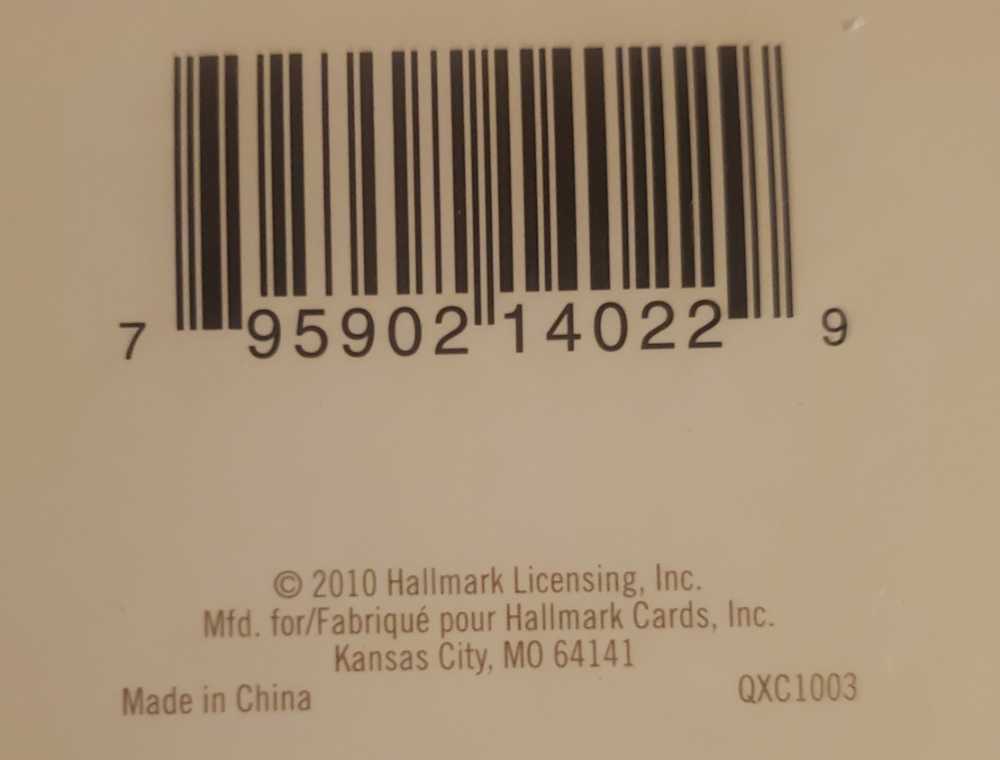 7 95902 14022 9
© 2010 Hallmark Licensing, Inc.
Mfd. for/Fabriqué pour Hallmark Cards, Inc.
Kansas City, MO 64141
Made in China QXC1003